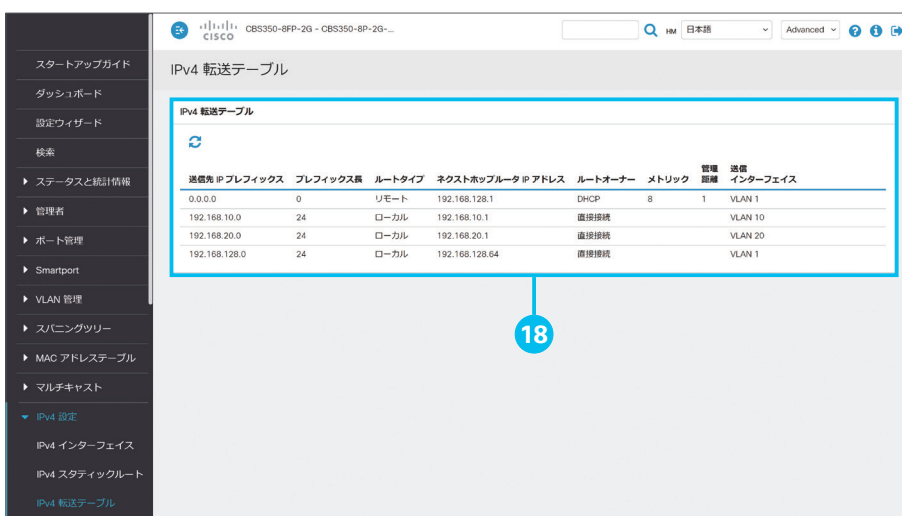 CISCO CBS350-8FP-2G - CBS350-8P-2G-... HM 日本語 Advanced
スタートアップガイド
ダッシュボード
設定ウィザード
検索
ステータスと統計情報
管理者
ポート管理
Smartport
VLAN 管理
スパニングツリー
MAC アドレステーブル
マルチキャスト
IPv4 設定
IPv4 インターフェイス
IPv4 スタティックルート
IPv4 転送テーブル
IPv4 転送テーブル
IPv4 転送テーブル
送信先 IP プレフィックス プレフィックス長 ルートタイプ ネクストホップルータ IP アドレス ルートオーナー メトリック 管理距離 送信インターフェイス
0.0.0.0 0 リモート 192.168.128.1 DHCP 8 1 VLAN 1
192.168.10.0 24 ローカル 192.168.10.1 直接接続 VLAN 10
192.168.20.0 24 ローカル 192.168.20.1 直接接続 VLAN 20
192.168.128.0 24 ローカル 192.168.128.64 直接接続 VLAN 1
18